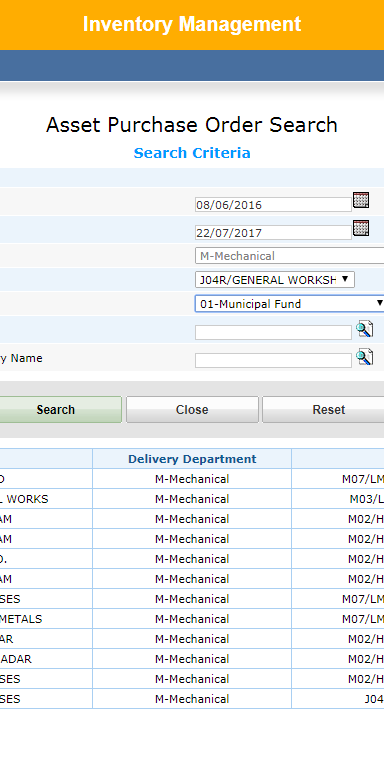 Inventory Management
Asset Purchase Order Search
Search Criteria
08/06/2016
22/07/2017
M-Mechanical
J04R/GENERAL WORKSH
01-Municipal Fund
y Name
Search Close Reset
Delivery Department
O M-Mechanical M07/LM
L WORKS M-Mechanical M03/L
AM M-Mechanical M02/H
AM M-Mechanical M02/H
O. M-Mechanical M02/H
AM M-Mechanical M02/H
SES M-Mechanical M07/LM
METALS M-Mechanical M07/LM
AR M-Mechanical M02/H
ADAR M-Mechanical M02/H
SES M-Mechanical M02/H
SES M-Mechanical J04